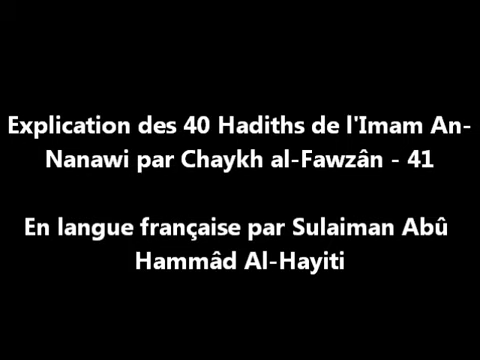 Explication des 40 Hadiths de l'Imam An-
Nanawi par Chaykh al-Fawzân - 41
En langue française par Sulaiman Abû
Hammâd Al-Hayiti